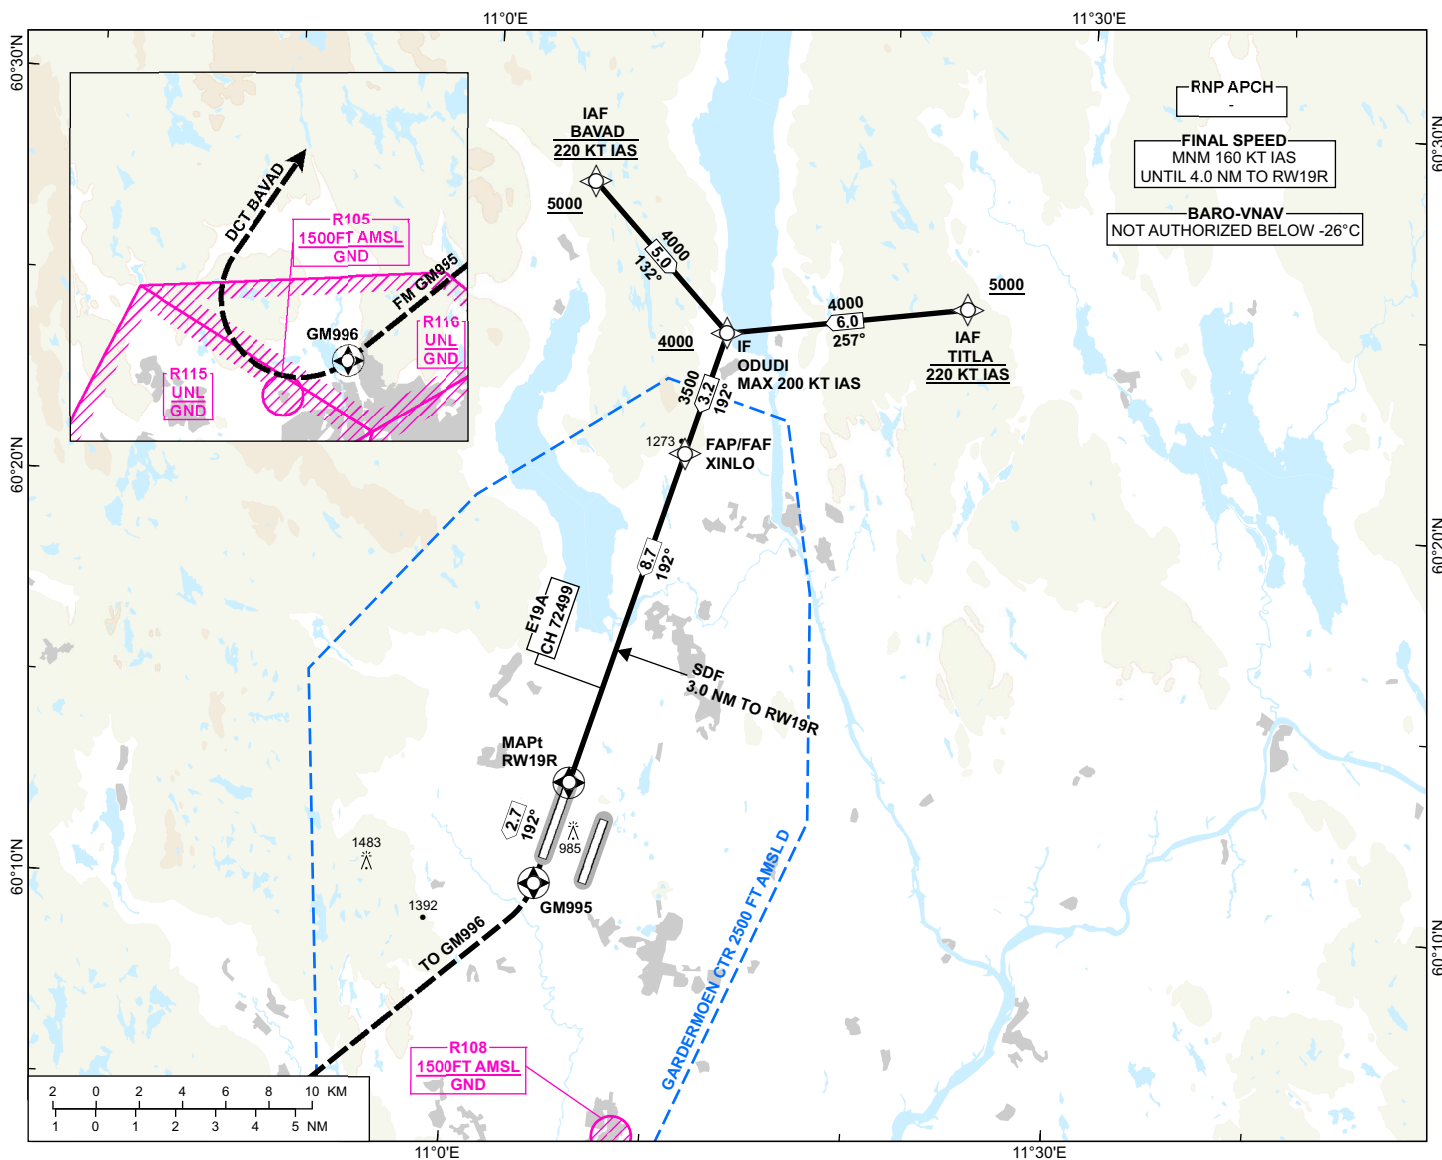 11°0'E
11°30'E
60°30'N
60°30'N
RNP APCH
-
FINAL SPEED
MNM 160 KT IAS
UNTIL 4.0 NM TO RW19R
BARO-VNAV
NOT AUTHORIZED BELOW -26°C
IAF
BAVAD
220 KT IAS
5000
4000
5.0
132°
5000
4000
6.0
257°
IAF
TITLA
220 KT IAS
4000
IF
ODUDI
MAX 200 KT IAS
3500
3.2
192°
1273
FAP/FAF
XINLO
DCT BAVAD
R105
1500FT AMSL
GND
FM GM995
GM996
R116
UNL
GND
R115
UNL
GND
60°20'N
60°20'N
8.7
192°
E19A
CH 72499
SDF
3.0 NM TO RW19R
MAPt
RW19R
2.7
192°
985
1483
1392
GM995
TO GM996
60°10'N
60°10'N
GARDERMOEN CTR 2500 FT AMSL D
R108
1500FT AMSL
GND
2 0 2 4 6 8 10 KM
1 0 1 2 3 4 5 NM
11°0'E
11°30'E